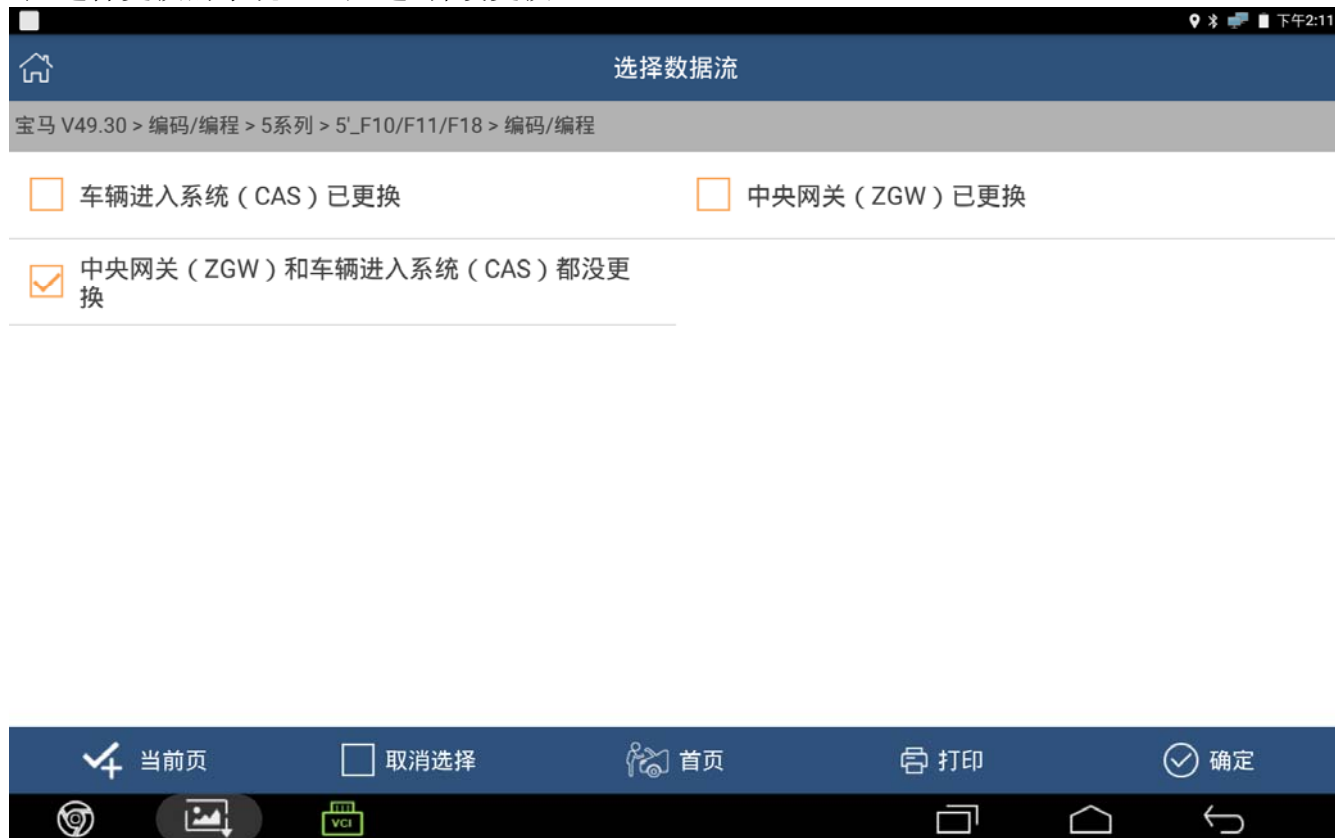 下午2:11
选择数据流
宝马 V49.30 > 编码/编程 > 5系列 > 5'_F10/F11/F18 > 编码/编程
车辆进入系统（CAS）已更换
中央网关（ZGW）已更换
中央网关（ZGW）和车辆进入系统（CAS）都没更
换
当前页
取消选择
首页
打印
确定
VCI